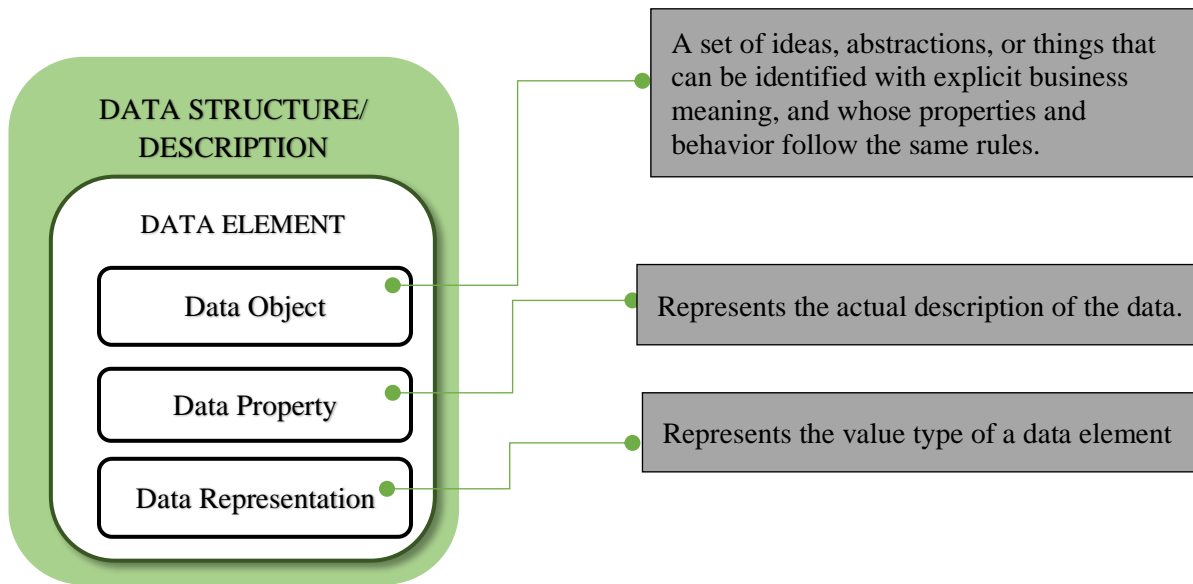 DATA STRUCTURE/
DESCRIPTION
DATA ELEMENT
Data Object
Data Property
Data Representation
A set of ideas, abstractions, or things that
can be identified with explicit business
meaning, and whose properties and
behavior follow the same rules.
Represents the actual description of the data.
Represents the value type of a data element